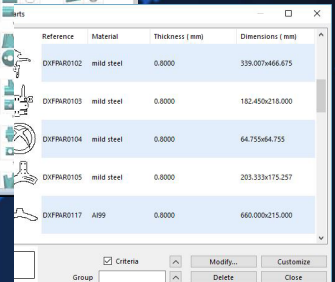 arts
Reference Material Thickness ( mm) Dimensions ( mm)
DXFPAR0102 mild steel 0.8000 339.007x466.675
DXFPAR0103 mild steel 0.8000 182.450x218.000
DXFPAR0104 mild steel 0.8000 64.755x64.755
DXFPAR0105 mild steel 0.8000 203.333x175.257
DXFPAR0117 Al99 0.8000 660.000x215.000
Criteria Modify... Customize
Group Delete Close